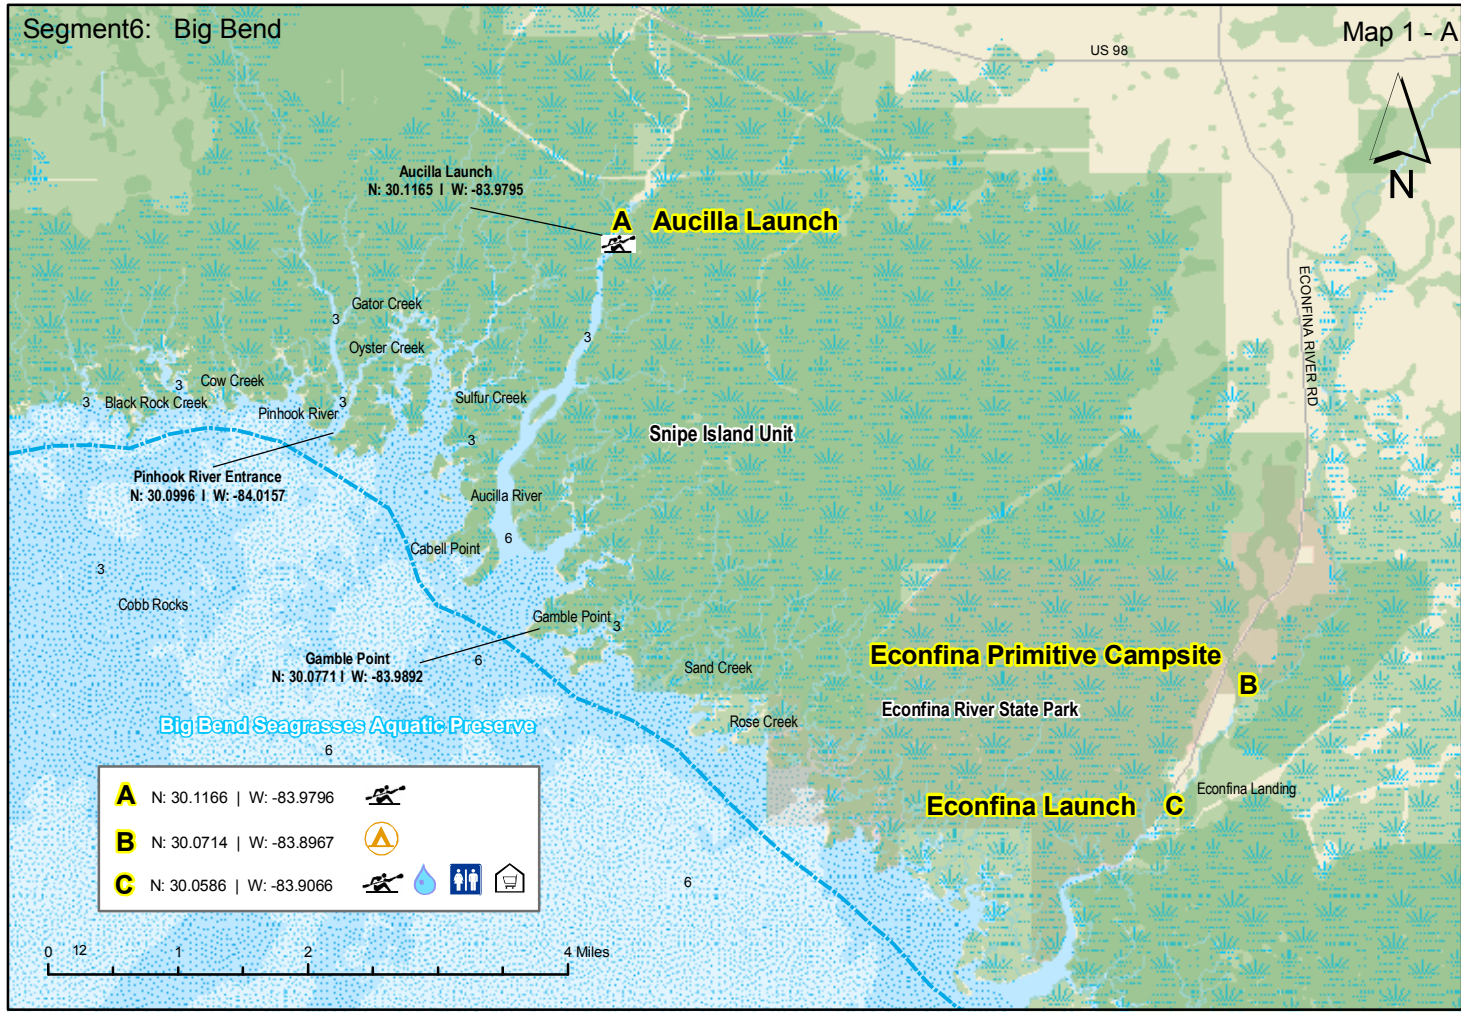 Segment6: Big Bend
Map 1 - A
US 98
N
Aucilla Launch
N: 30.1165 I W: -83.9795
A Aucilla Launch
ECONFINA RIVER RD
Gator Creek
3
3
Oyster Creek
3
Cow Creek
3
Black Rock Creek
Pinhook River
3
Sulfur Creek
3
Snipe Island Unit
Pinhook River Entrance
N: 30.0996 I W: -84.0157
Aucilla River
6
Cabell Point
3
Cobb Rocks
Gamble Point
3
Gamble Point
N: 30.0771 I W: -83.9892
6
Sand Creek
Econfina Primitive Campsite
B
Econfina River State Park
Rose Creek
Big Bend Seagrasses Aquatic Preserve
6
Econfina Landing
Econfina Launch C
A N: 30.1166 | W: -83.9796
B N: 30.0714 | W: -83.8967
C N: 30.0586 | W: -83.9066
6
12
0 1 2 4 Miles